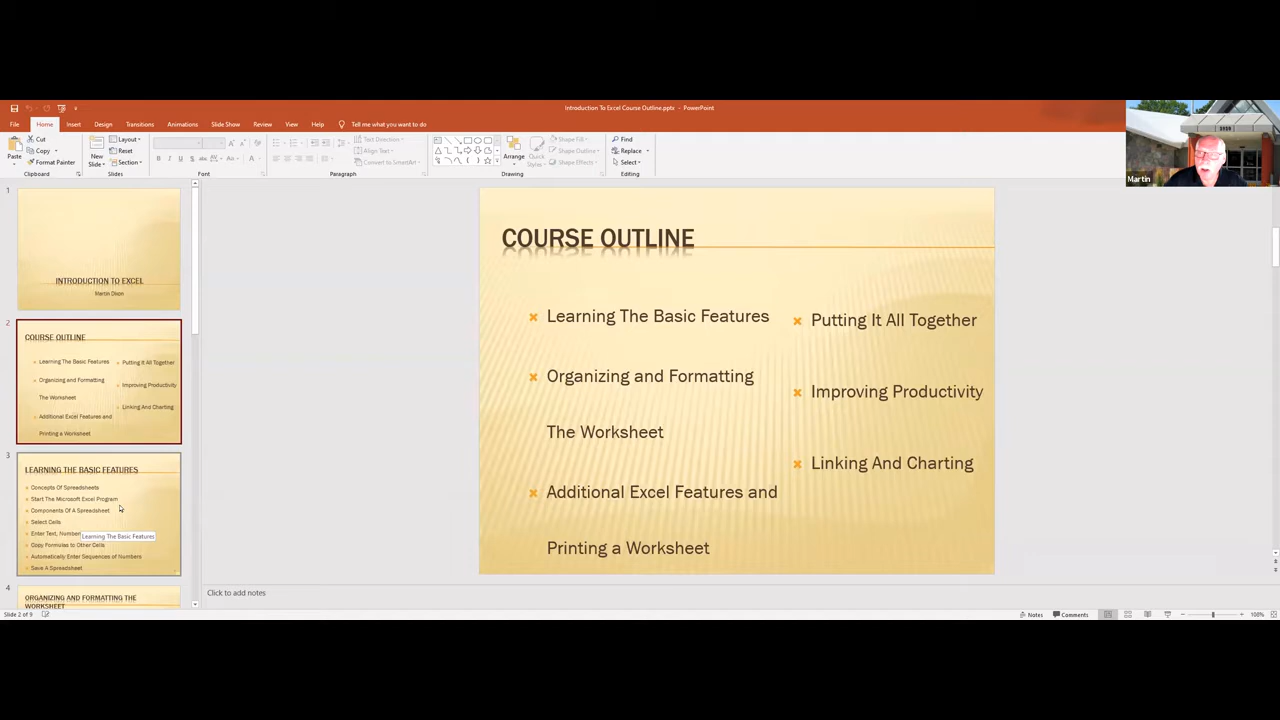 Introduction To Excel Course Outline.pptx - PowerPoint
File Home Insert Design Transitions Animations Slide Show Review View Help Tell me what you want to do
Paste
Cut
Copy
Format Painter
Clipboard
New
Slide
Layout
Reset
Section
Slides
Font
Text Direction
Align Text
Convert to SmartArt
Paragraph
Arrange
Quick
Styles
Shape Fill
Shape Outline
Shape Effects
Drawing
Find
Replace
Select
Editing
Martin
1
INTRODUCTION TO EXCEL
Martin Dixon
2
COURSE OUTLINE
Learning The Basic Features
Organizing and Formatting
The Worksheet
Additional Excel Features and
Printing a Worksheet
Putting It All Together
Improving Productivity
Linking And Charting
3
LEARNING THE BASIC FEATURES
Concepts Of Spreadsheets
Start The Microsoft Excel Program
Components Of A Spreadsheet
Select Cells
Enter Text, Number
Learning The Basic Features
Copy Formulas to Other Cells
Automatically Enter Sequences of Numbers
Save A Spreadsheet
4
ORGANIZING AND FORMATTING THE
WORKSHEET
COURSE OUTLINE
Learning The Basic Features
Organizing and Formatting
The Worksheet
Additional Excel Features and
Printing a Worksheet
Putting It All Together
Improving Productivity
Linking And Charting
Click to add notes
Slide 2 of 9
Notes
Comments
108%